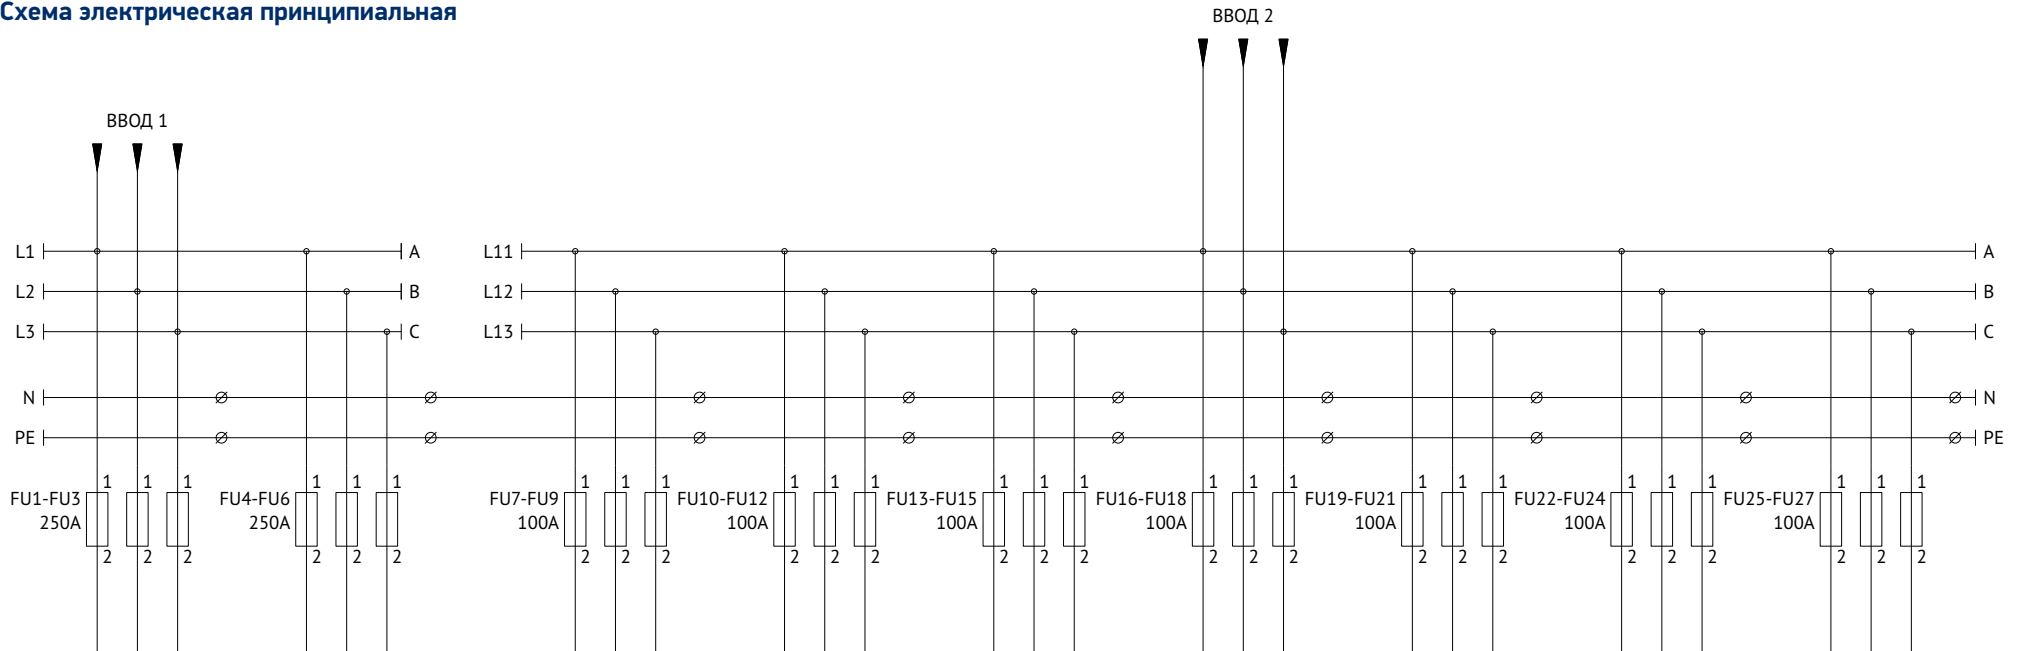 Схема электрическая принципиальная
ВВОД 2
ВВОД 1
L1 A L11 A
L2 B L12 B
L3 C L13 C
N N
PE PE
1 1 1 1 1 1 1 1 1 1 1 1 1 1 1 1 1 1 1 1 1 1 1 1 1 1 1
FU1-FU3 FU4-FU6 FU7-FU9 FU10-FU12 FU13-FU15 FU16-FU18 FU19-FU21 FU22-FU24 FU25-FU27
250A 250A 100A 100A 100A 100A 100A 100A 100A
2 2 2 2 2 2 2 2 2 2 2 2 2 2 2 2 2 2 2 2 2 2 2 2 2 2 2